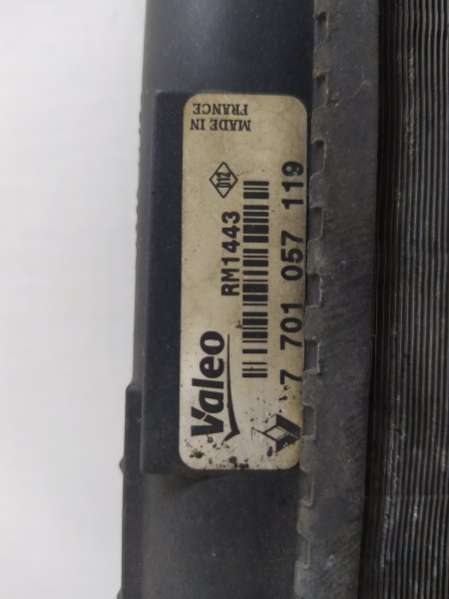 Valeo
RM1443
MADE IN
FRANCE
7 701 057 119